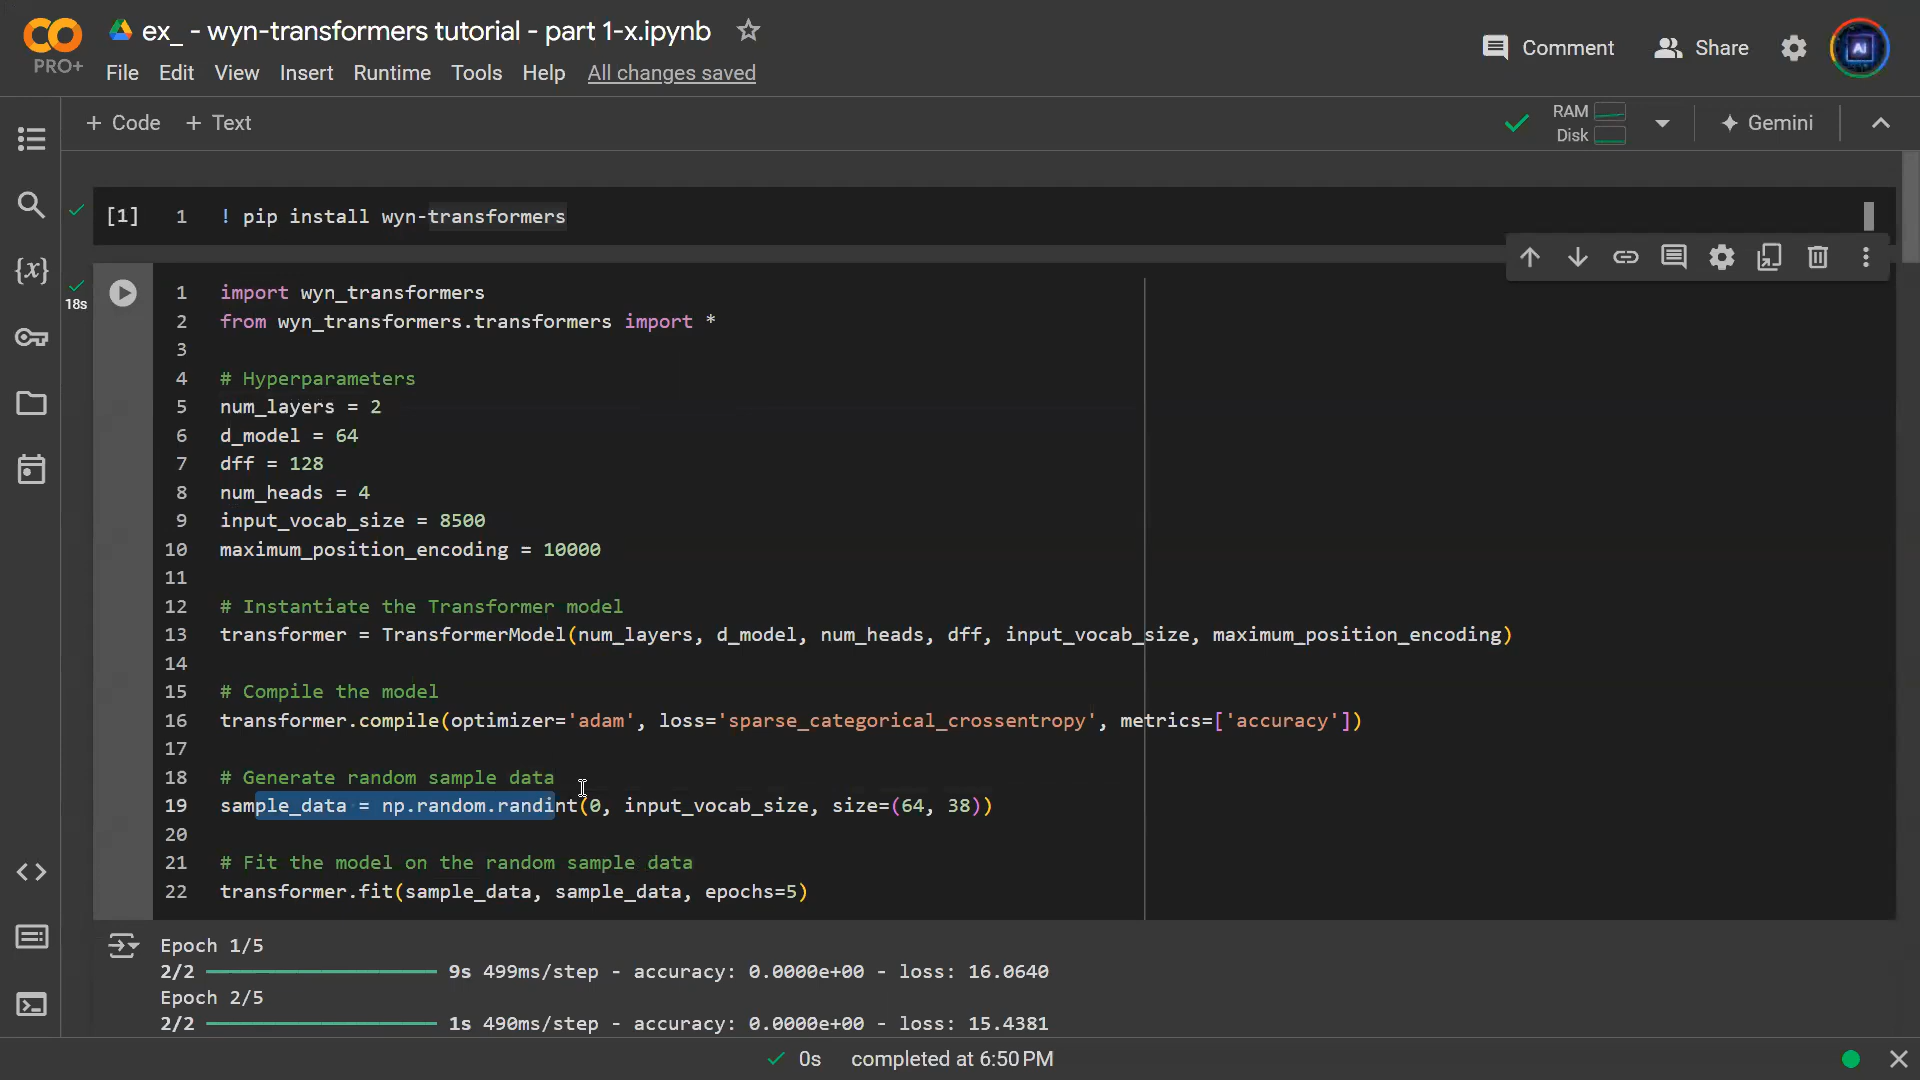 ex_ - wyn-transformers tutorial - part 1-x.ipynb
PRO+
File Edit View Insert Runtime Tools Help All changes saved
Comment Share
AI
+ Code + Text
RAM
Disk
Gemini
[1] 1 ! pip install wyn-transformers
18s
1 import wyn_transformers
2 from wyn_transformers.transformers import *
3
4 # Hyperparameters
5 num_layers = 2
6 d_model = 64
7 dff = 128
8 num_heads = 4
9 input_vocab_size = 8500
10 maximum_position_encoding = 10000
11
12 # Instantiate the Transformer model
13 transformer = TransformerModel(num_layers, d_model, num_heads, dff, input_vocab_size, maximum_position_encoding)
14
15 # Compile the model
16 transformer.compile(optimizer='adam', loss='sparse_categorical_crossentropy', metrics=['accuracy'])
17
18 # Generate random sample data
19 sample_data = np.random.randint(0, input_vocab_size, size=(64, 38))
20
21 # Fit the model on the random sample data
22 transformer.fit(sample_data, sample_data, epochs=5)
Epoch 1/5
2/2 9s 499ms/step - accuracy: 0.0000e+00 - loss: 16.0640
Epoch 2/5
2/2 1s 490ms/step - accuracy: 0.0000e+00 - loss: 15.4381
0s completed at 6:50 PM